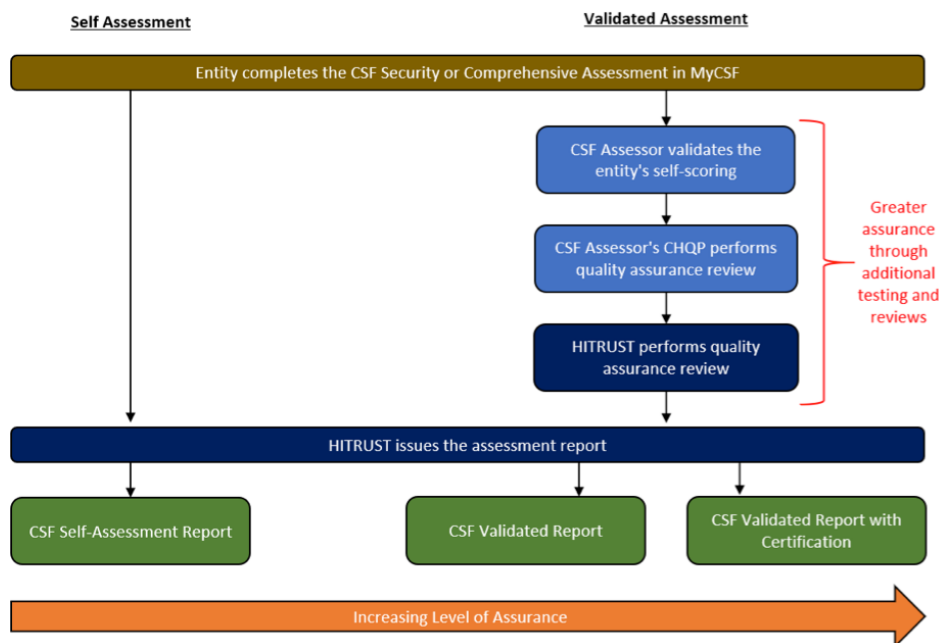 Self Assessment
Validated Assessment
Entity completes the CSF Security or Comprehensive Assessment in MyCSF
CSF Assessor validates the
entity's self-scoring
CSF Assessor's CHQP performs
quality assurance review
HITRUST performs quality
assurance review
Greater
assurance
through
additional
testing and
reviews
HITRUST issues the assessment report
CSF Self-Assessment Report
CSF Validated Report
CSF Validated Report with
Certification
Increasing Level of Assurance